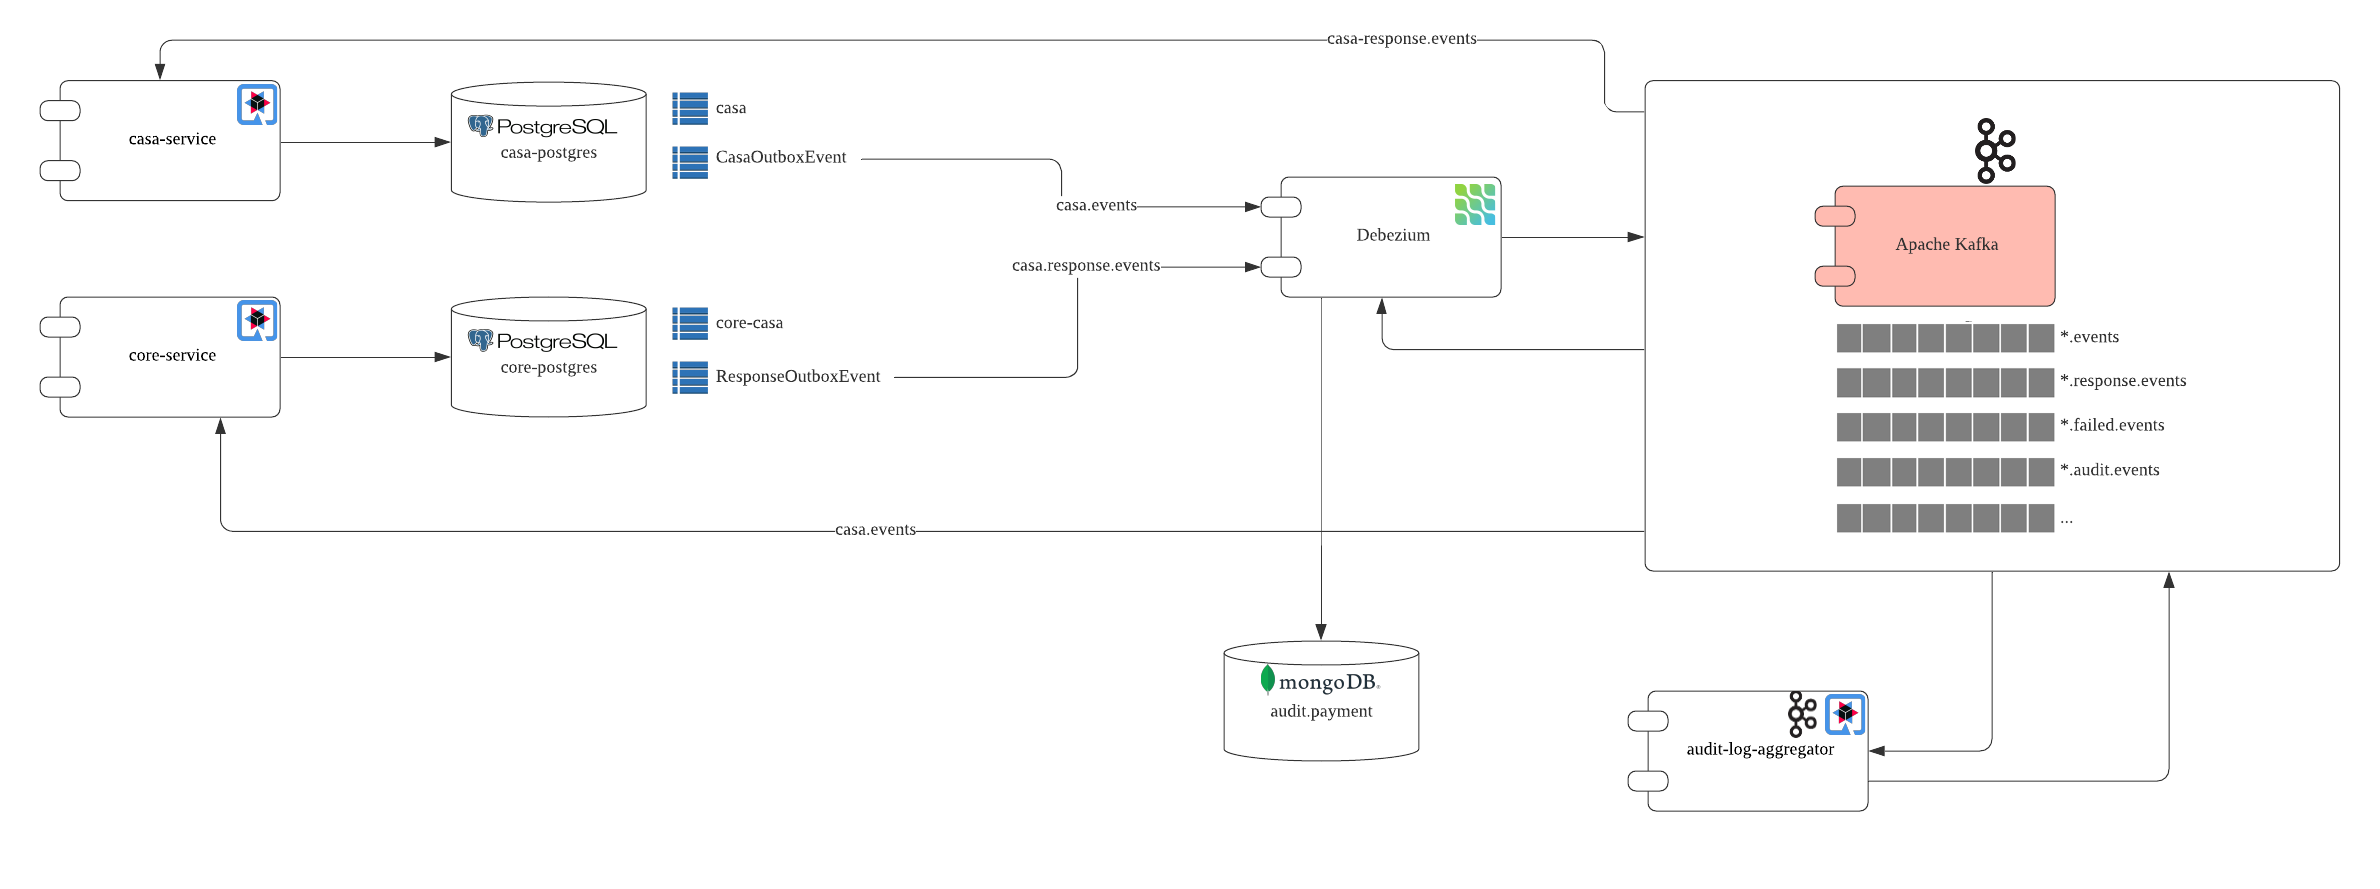 casa-response.events
casa-service
PostgreSQL
casa-postgres
casa
CasaOutboxEvent
casa.events
Debezium
Apache Kafka
casa.response.events
core-service
PostgreSQL
core-postgres
core-casa
ResponseOutboxEvent
*.events
*.response.events
*.failed.events
*.audit.events
...
casa.events
mongoDB
audit.payment
audit-log-aggregator